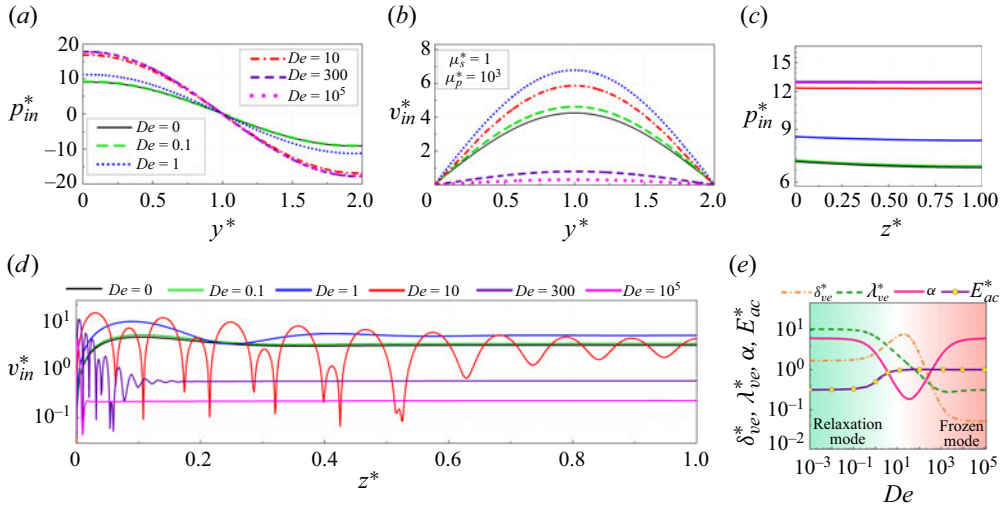 (a)
20
10
0
−10
−20
p*in
De = 10
De = 300
De = 10⁵
De = 0
De = 0.1
De = 1
0 0.5 1.0 1.5 2.0
y*
(b)
8
6
4
2
v*in
μ*s = 1
μ*p = 10³
0 0.5 1.0 1.5 2.0
y*
(c)
15
12
9
6
p*in
0 0.25 0.50 0.75 1.00
z*
(d)
De = 0 De = 0.1 De = 1 De = 10 De = 300 De = 10⁵
10¹
10⁰
10⁻¹
v*in
0 0.2 0.4 0.6 0.8 1.0
z*
(e)
δ*ve λ*ve α E*ac
δ*ve, λ*ve, α, E*ac
10¹
10⁰
10⁻¹
10⁻²
Relaxation mode
Frozen mode
10⁻³ 10⁻¹ 10¹ 10³ 10⁵
De